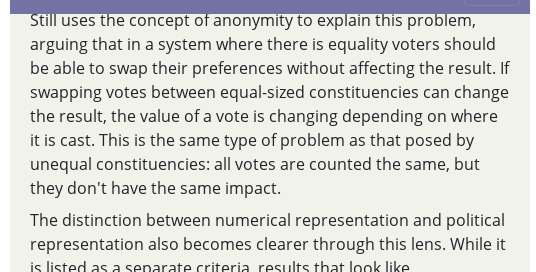 Still uses the concept of anonymity to explain this problem,
arguing that in a system where there is equality voters should
be able to swap their preferences without affecting the result. If
swapping votes between equal-sized constituencies can change
the result, the value of a vote is changing depending on where
it is cast. This is the same type of problem as that posed by
unequal constituencies: all votes are counted the same, but
they don't have the same impact.
The distinction between numerical representation and political
representation also becomes clearer through this lens. While it
is listed as a separate criteria, results that look like